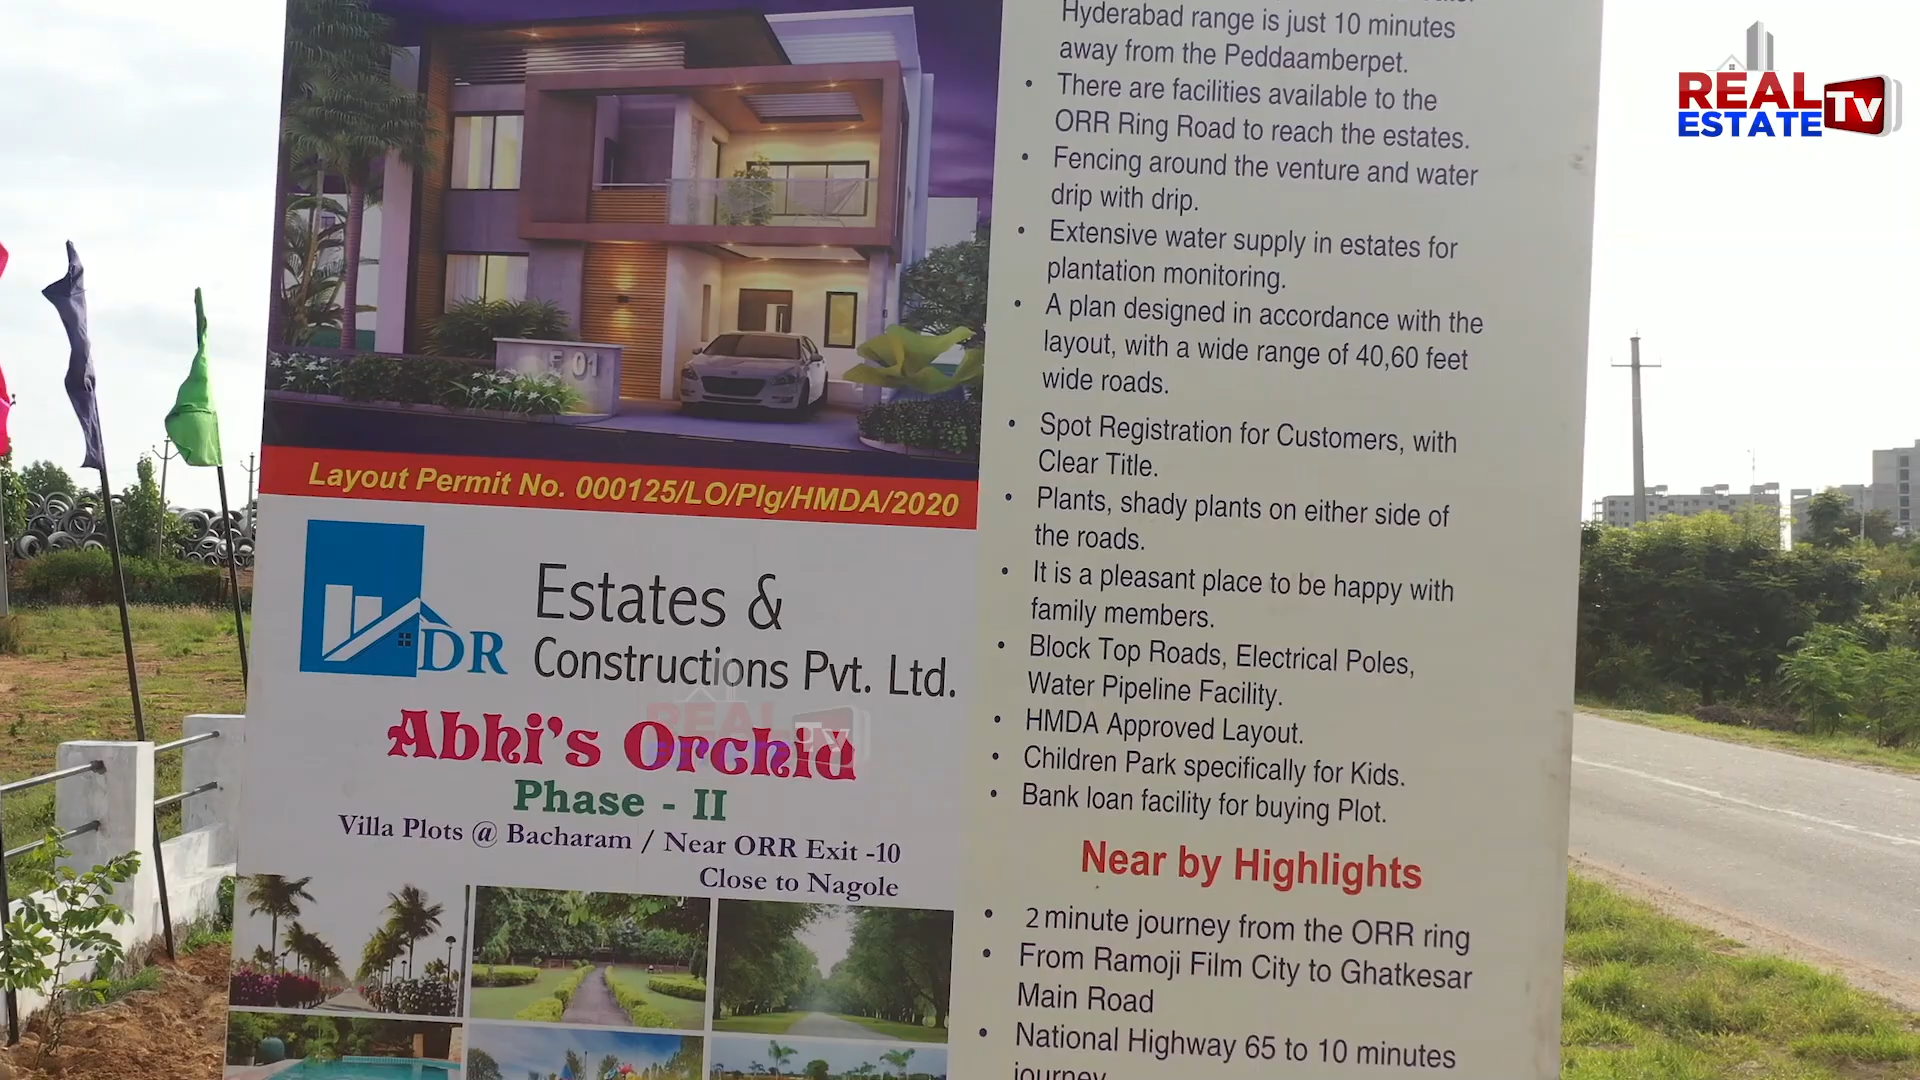 REAL
ESTATE
TV
E 01
Layout Permit No. 000125/LO/Plg/HMDA/2020
DR
Estates &
Constructions Pvt. Ltd.
Abhi's Orchid
Phase - II
Villa Plots @ Bacharam / Near ORR Exit -10
Close to Nagole
REAL
TV
Hyderabad range is just 10 minutes
away from the Peddaamberpet.
• There are facilities available to the
ORR Ring Road to reach the estates.
• Fencing around the venture and water
drip with drip.
• Extensive water supply in estates for
plantation monitoring.
• A plan designed in accordance with the
layout, with a wide range of 40,60 feet
wide roads.
• Spot Registration for Customers, with
Clear Title.
• Plants, shady plants on either side of
the roads.
• It is a pleasant place to be happy with
family members.
• Block Top Roads, Electrical Poles,
Water Pipeline Facility.
• HMDA Approved Layout.
• Children Park specifically for Kids.
• Bank loan facility for buying Plot.
Near by Highlights
• 2 minute journey from the ORR ring
• From Ramoji Film City to Ghatkesar
Main Road
• National Highway 65 to 10 minutes
journey